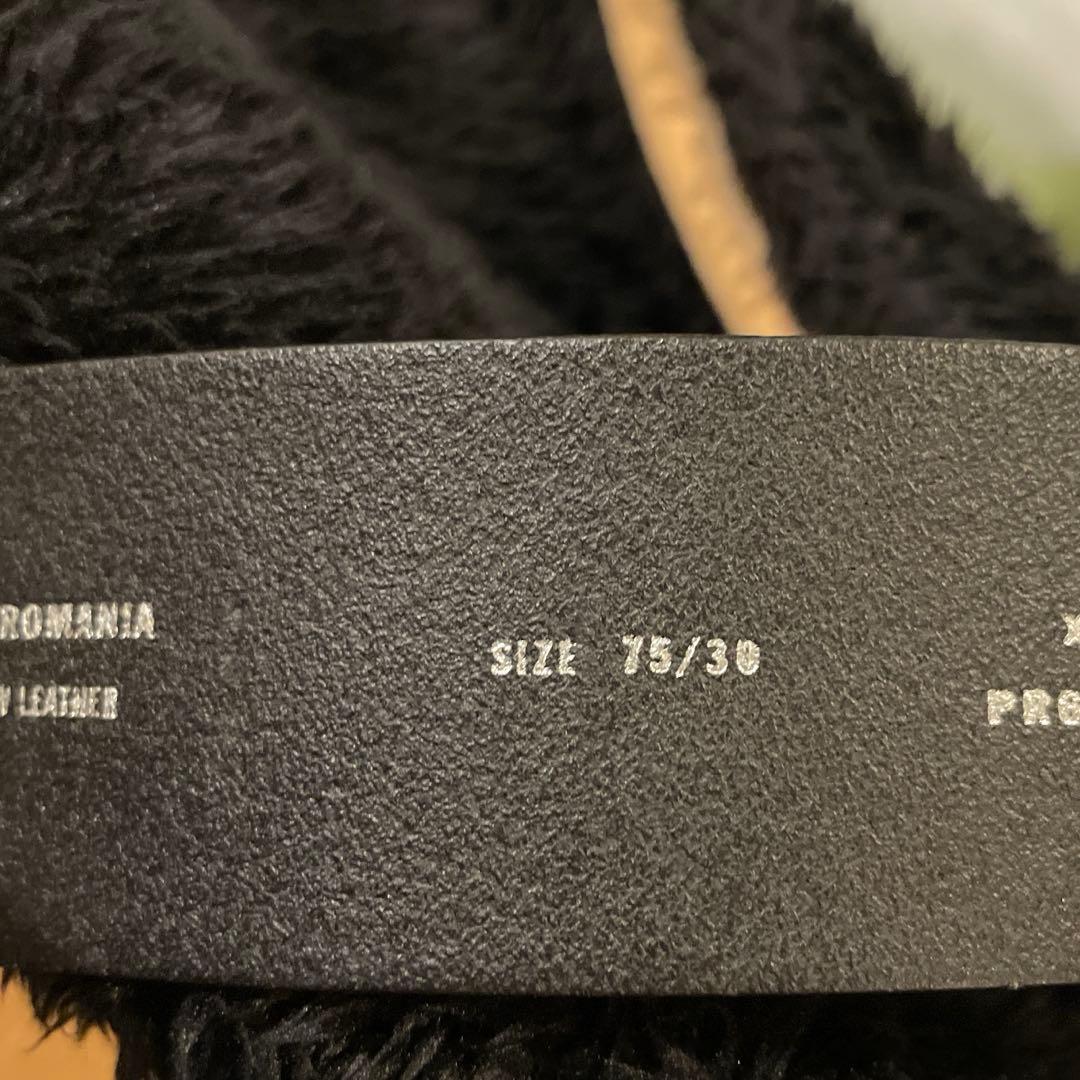 ROMANIA
LEATHER
SIZE 75/30